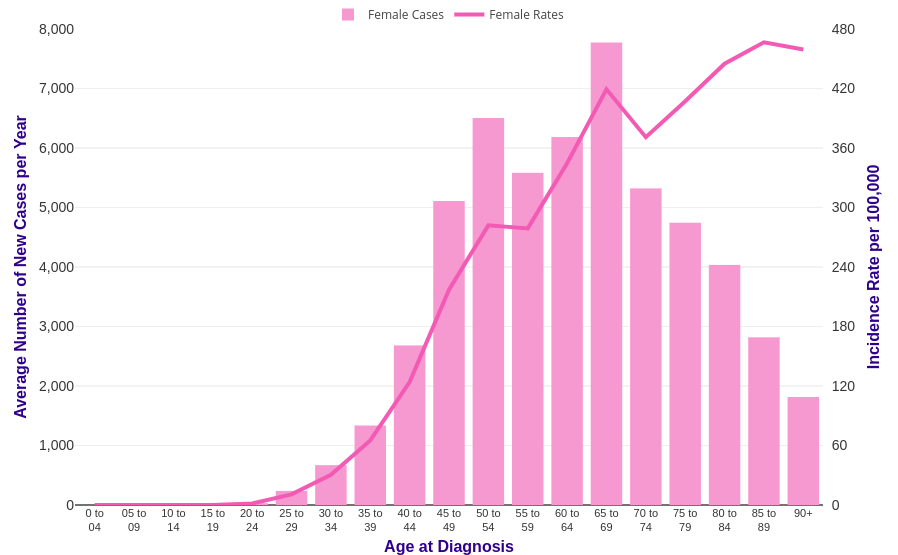 Female Cases Female Rates
8,000
7,000
6,000
5,000
4,000
3,000
2,000
1,000
0
Average Number of New Cases per Year
480
420
360
300
240
180
120
60
0
Incidence Rate per 100,000
0 to
04
05 to
09
10 to
14
15 to
19
20 to
24
25 to
29
30 to
34
35 to
39
40 to
44
45 to
49
50 to
54
55 to
59
60 to
64
65 to
69
70 to
74
75 to
79
80 to
84
85 to
89
90+
Age at Diagnosis